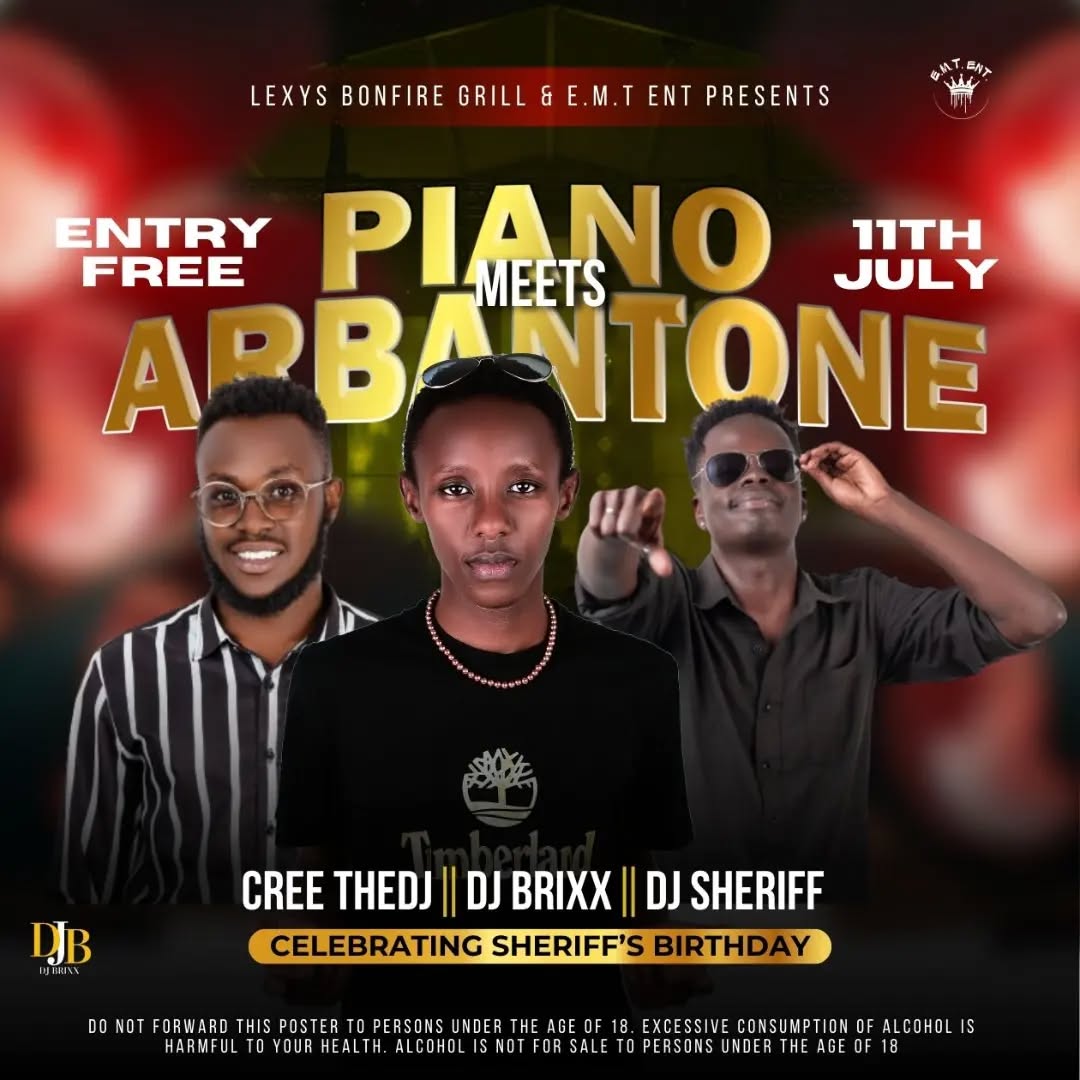 LEXYS BONFIRE GRILL & E.M.T ENT PRESENTS
E.M.T. ENT.
ENTRY
FREE
PIANO
MEETS
ARBANTONE
11TH
JULY
Timberland
CREE THEDJ || DJ BRIXX || DJ SHERIFF
CELEBRATING SHERIFF'S BIRTHDAY
DJB
DJ BRIXX
DO NOT FORWARD THIS POSTER TO PERSONS UNDER THE AGE OF 18. EXCESSIVE CONSUMPTION OF ALCOHOL IS
HARMFUL TO YOUR HEALTH. ALCOHOL IS NOT FOR SALE TO PERSONS UNDER THE AGE OF 18